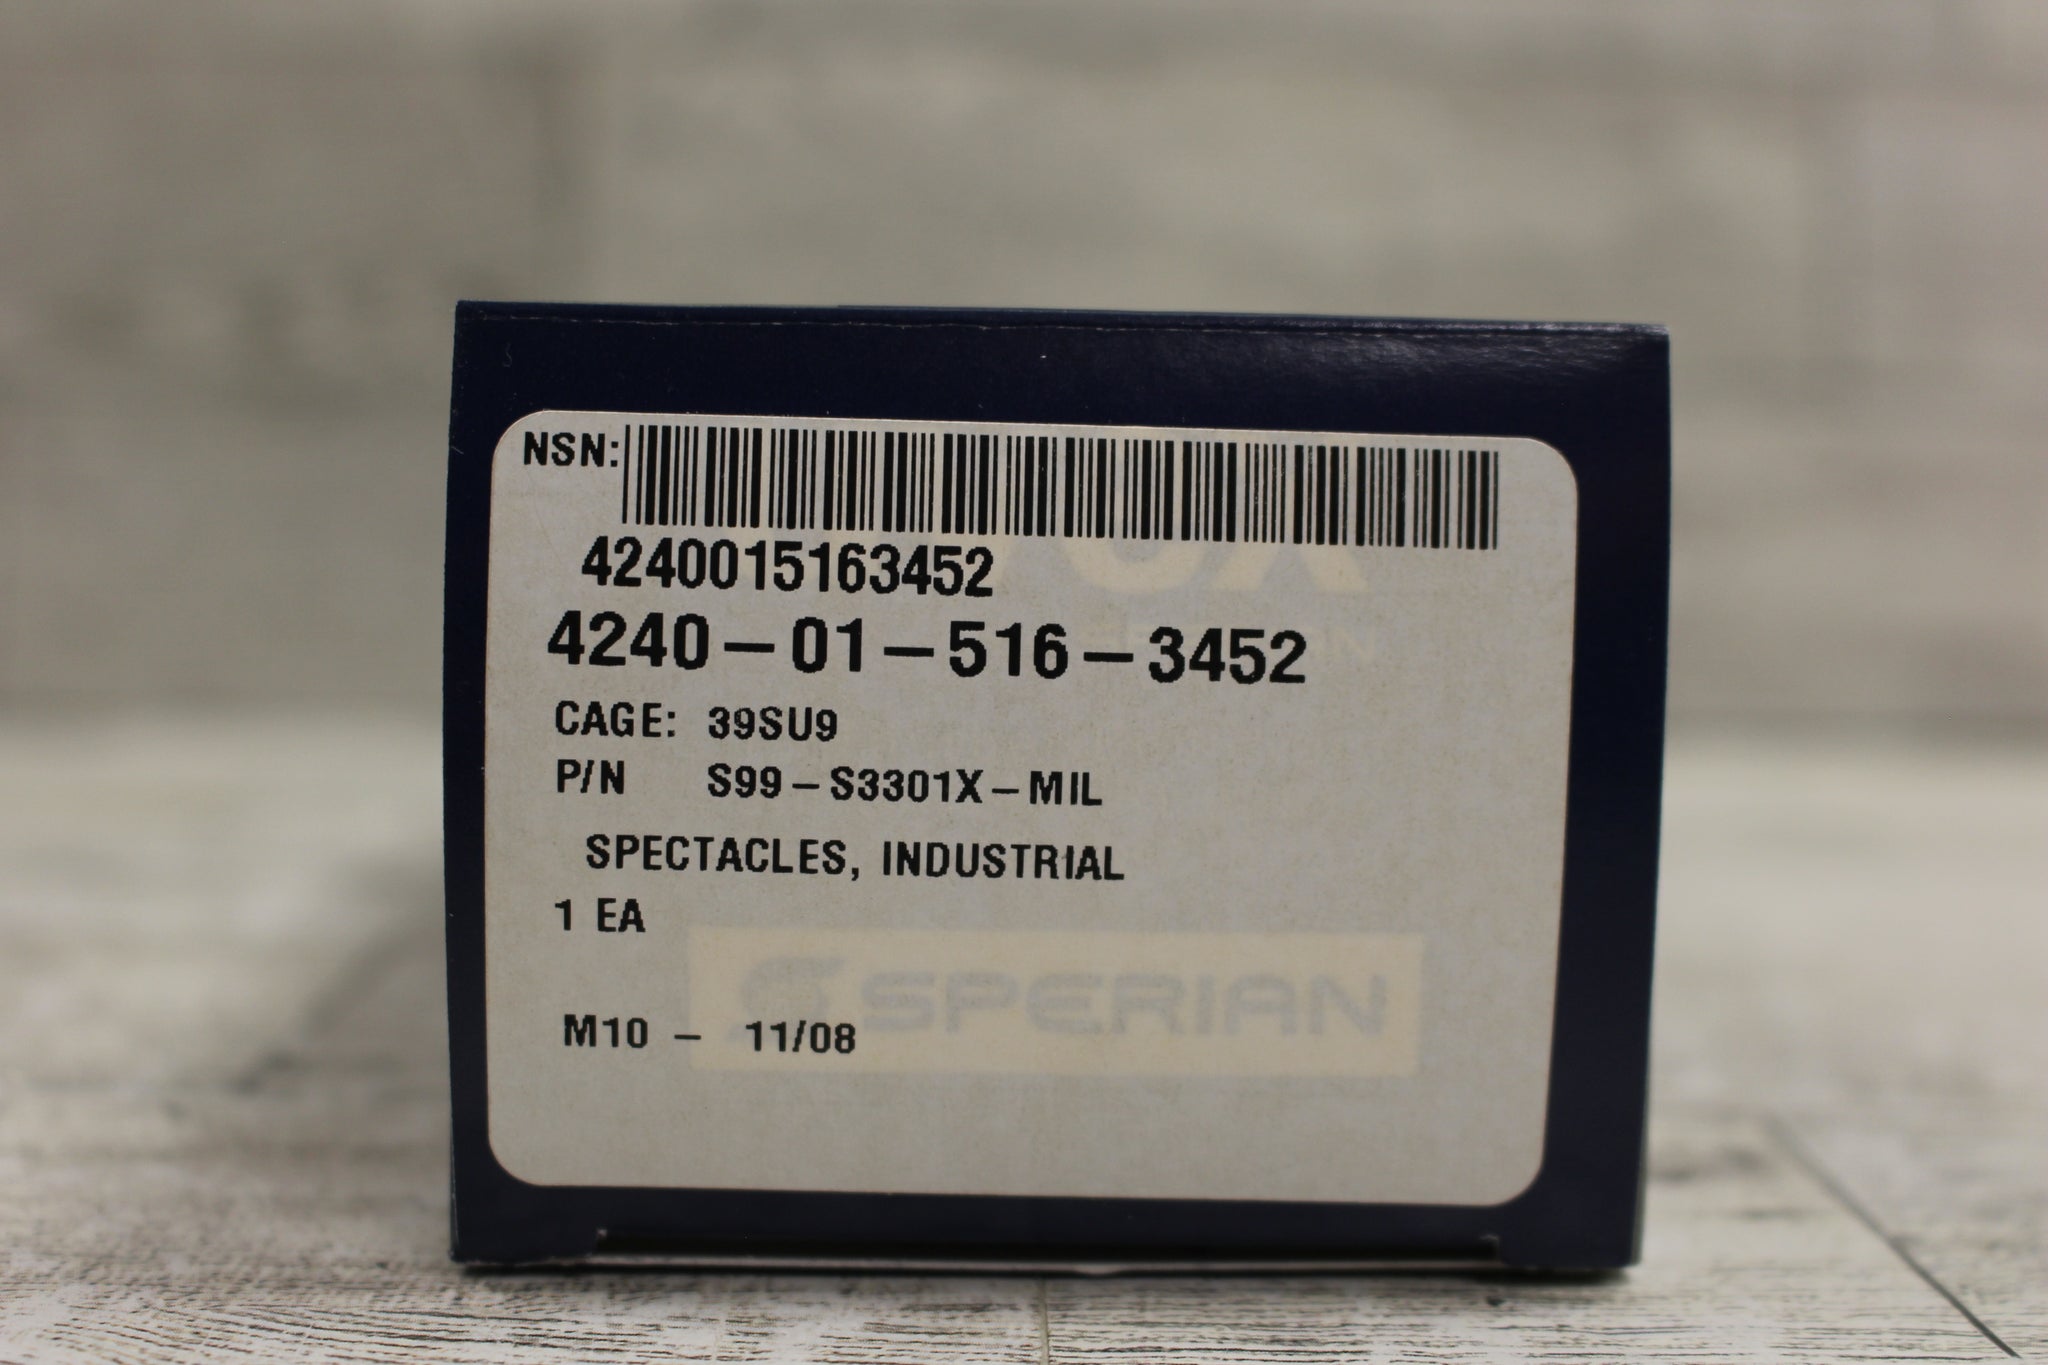 NSN:
4240015163452
4240-01-516-3452
CAGE: 39SU9
P/N S99-S3301X-MIL
SPECTACLES, INDUSTRIAL
1 EA
SPERIAN
M10 - 11/08